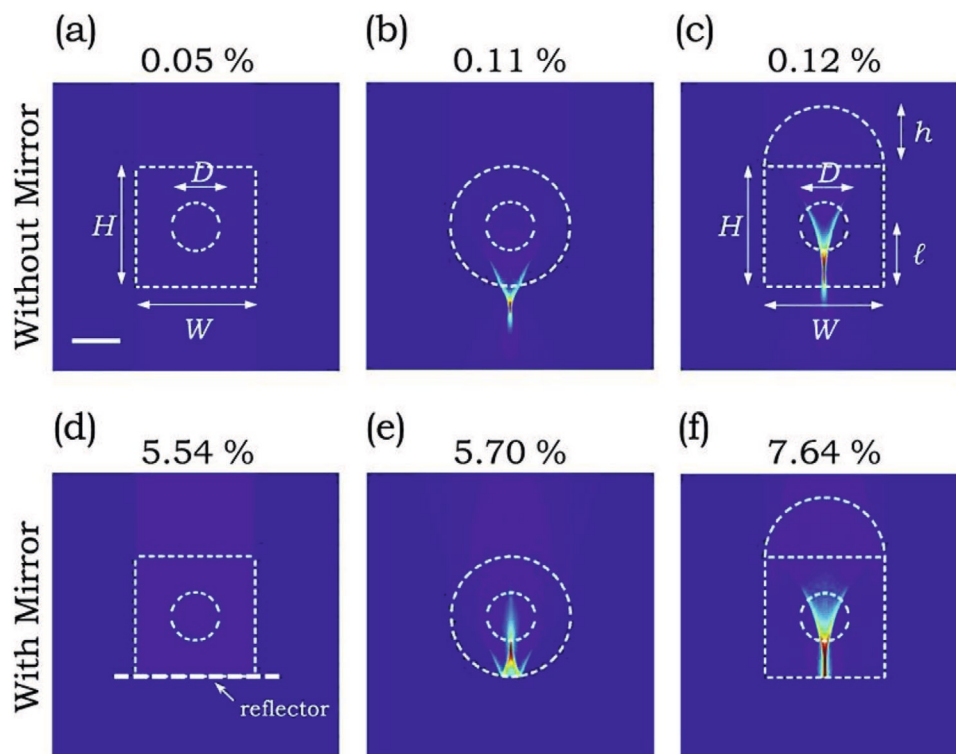 (a)
0.05 %
(b)
0.11 %
(c)
0.12 %
Without Mirror
D
H
W
h
D
H
ℓ
W
(d)
5.54 %
(e)
5.70 %
(f)
7.64 %
With Mirror
reflector